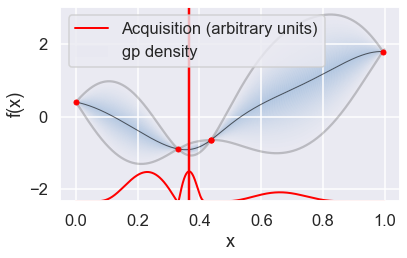 Acquisition (arbitrary units)
gp density
f(x)
2
0
−2
0.0 0.2 0.4 0.6 0.8 1.0
x